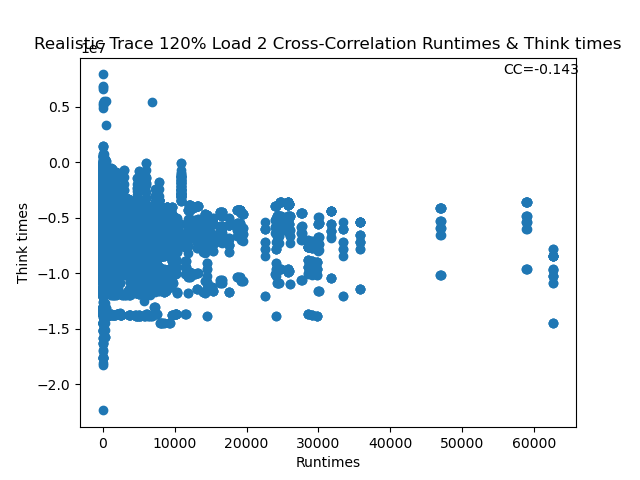 Realistic Trace 120% Load 2 Cross-Correlation Runtimes & Think times
1e7
CC=-0.143
0.5
0.0
−0.5
−1.0
−1.5
−2.0
Think times
0 10000 20000 30000 40000 50000 60000
Runtimes